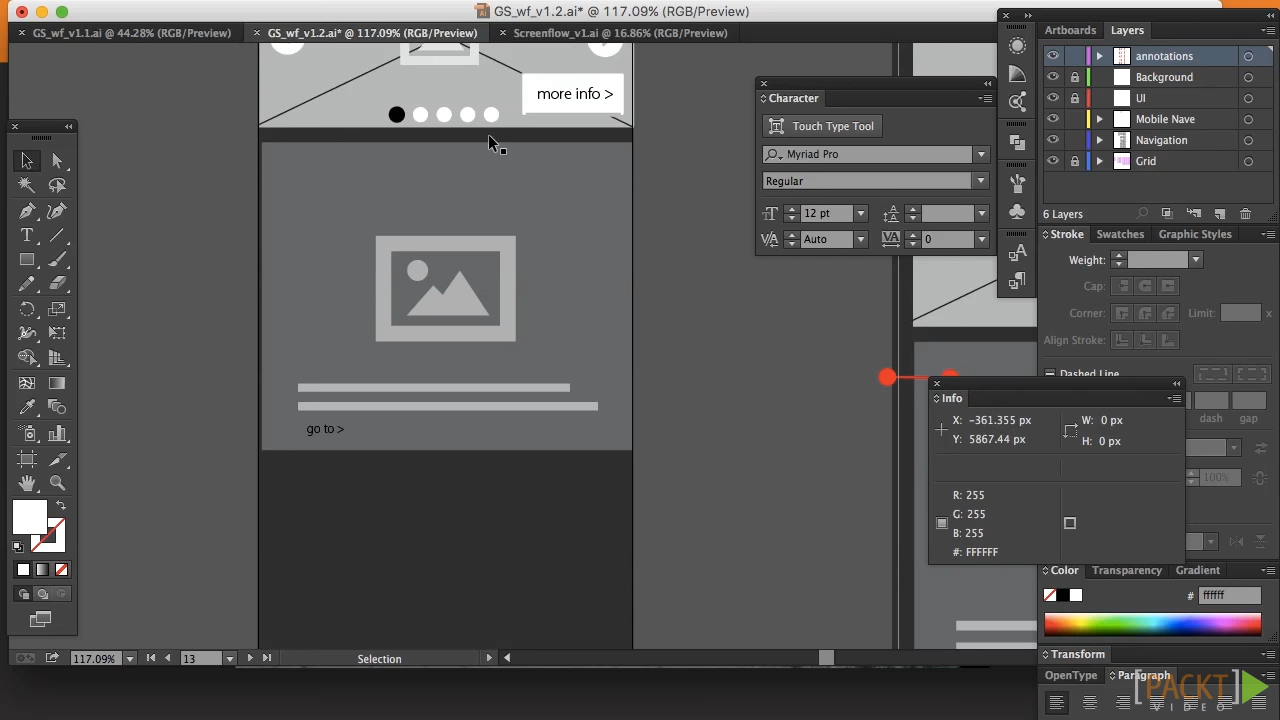 GS_wf_v1.2.ai* @ 117.09% (RGB/Preview)
GS_wf_v1.1.ai @ 44.28% (RGB/Preview)
GS_wf_v1.2.ai* @ 117.09% (RGB/Preview)
Screenflow_v1.ai @ 16.86% (RGB/Preview)
more info >
go to >
Character
Touch Type Tool
Myriad Pro
Regular
12 pt
Auto
0
Artboards
Layers
annotations
Background
UI
Mobile Nave
Navigation
Grid
6 Layers
Stroke
Swatches
Graphic Styles
Weight:
Cap:
Corner:
Limit:
x
Align Stroke:
Dashed Line
dash
gap
100%
Info
X: -361.355 px
Y: 5867.44 px
W: 0 px
H: 0 px
R: 255
G: 255
B: 255
#: FFFFFF
Color
Transparency
Gradient
# ffffff
Transform
OpenType
Paragraph
117.09%
13
Selection
[PACKT]
VIDEO